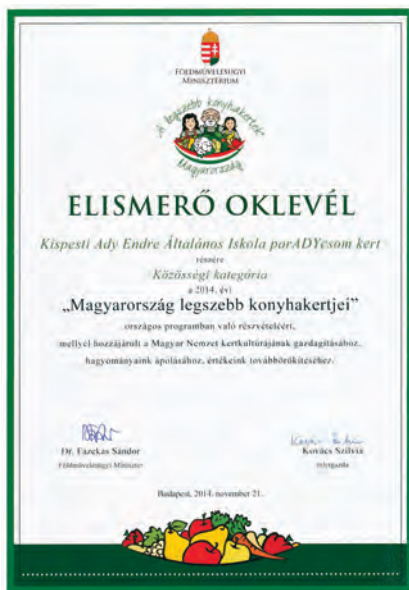 FÖLDMŰVELÉSÜGYI
MINISZTÉRIUM
"A legszebb konyhakertek"
Magyarország
ELISMERŐ OKLEVÉL
Kispesti Ady Endre Általános Iskola parADYcsom kert
részére
Közösségi kategória
a 2014. évi
„Magyarország legszebb konyhakertjei”
országos programban való részvételéért,
mellyel hozzájárult a Magyar Nemzet kertkultúrájának gazdagításához,
hagyományaink ápolásához, értékeink továbbörökítéséhez.
Dr. Fazekas Sándor
Földművelésügyi Miniszter
Kovács Szilvia
ötletgazda
Budapest, 2014. november 21.